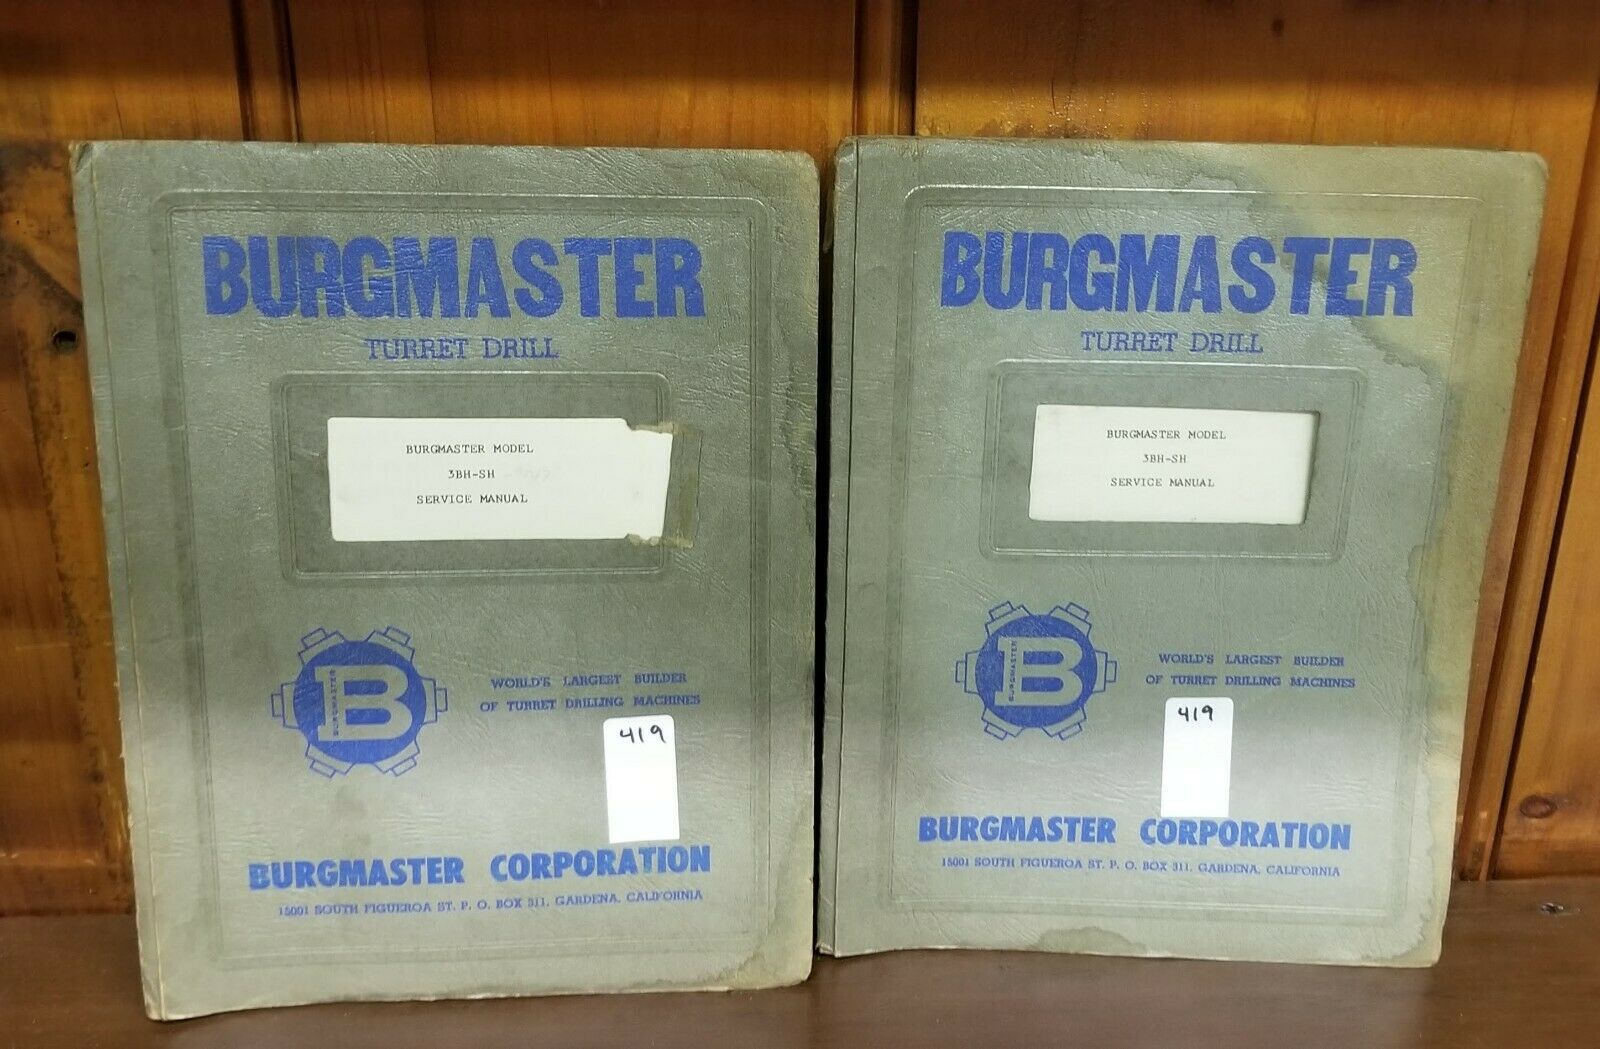 BURGMASTER
TURRET DRILL
BURGMASTER MODEL
3BH-SH
SERVICE MANUAL
B
BURGMASTER
WORLD'S LARGEST BUILDER
OF TURRET DRILLING MACHINES
419
BURGMASTER CORPORATION
15001 SOUTH FIGUEROA ST. P. O. BOX 311, GARDENA, CALIFORNIA
BURGMASTER
TURRET DRILL
BURGMASTER MODEL
3BH-SH
SERVICE MANUAL
B
BURGMASTER
WORLD'S LARGEST BUILDER
OF TURRET DRILLING MACHINES
419
BURGMASTER CORPORATION
15001 SOUTH FIGUEROA ST. P. O. BOX 311, GARDENA, CALIFORNIA